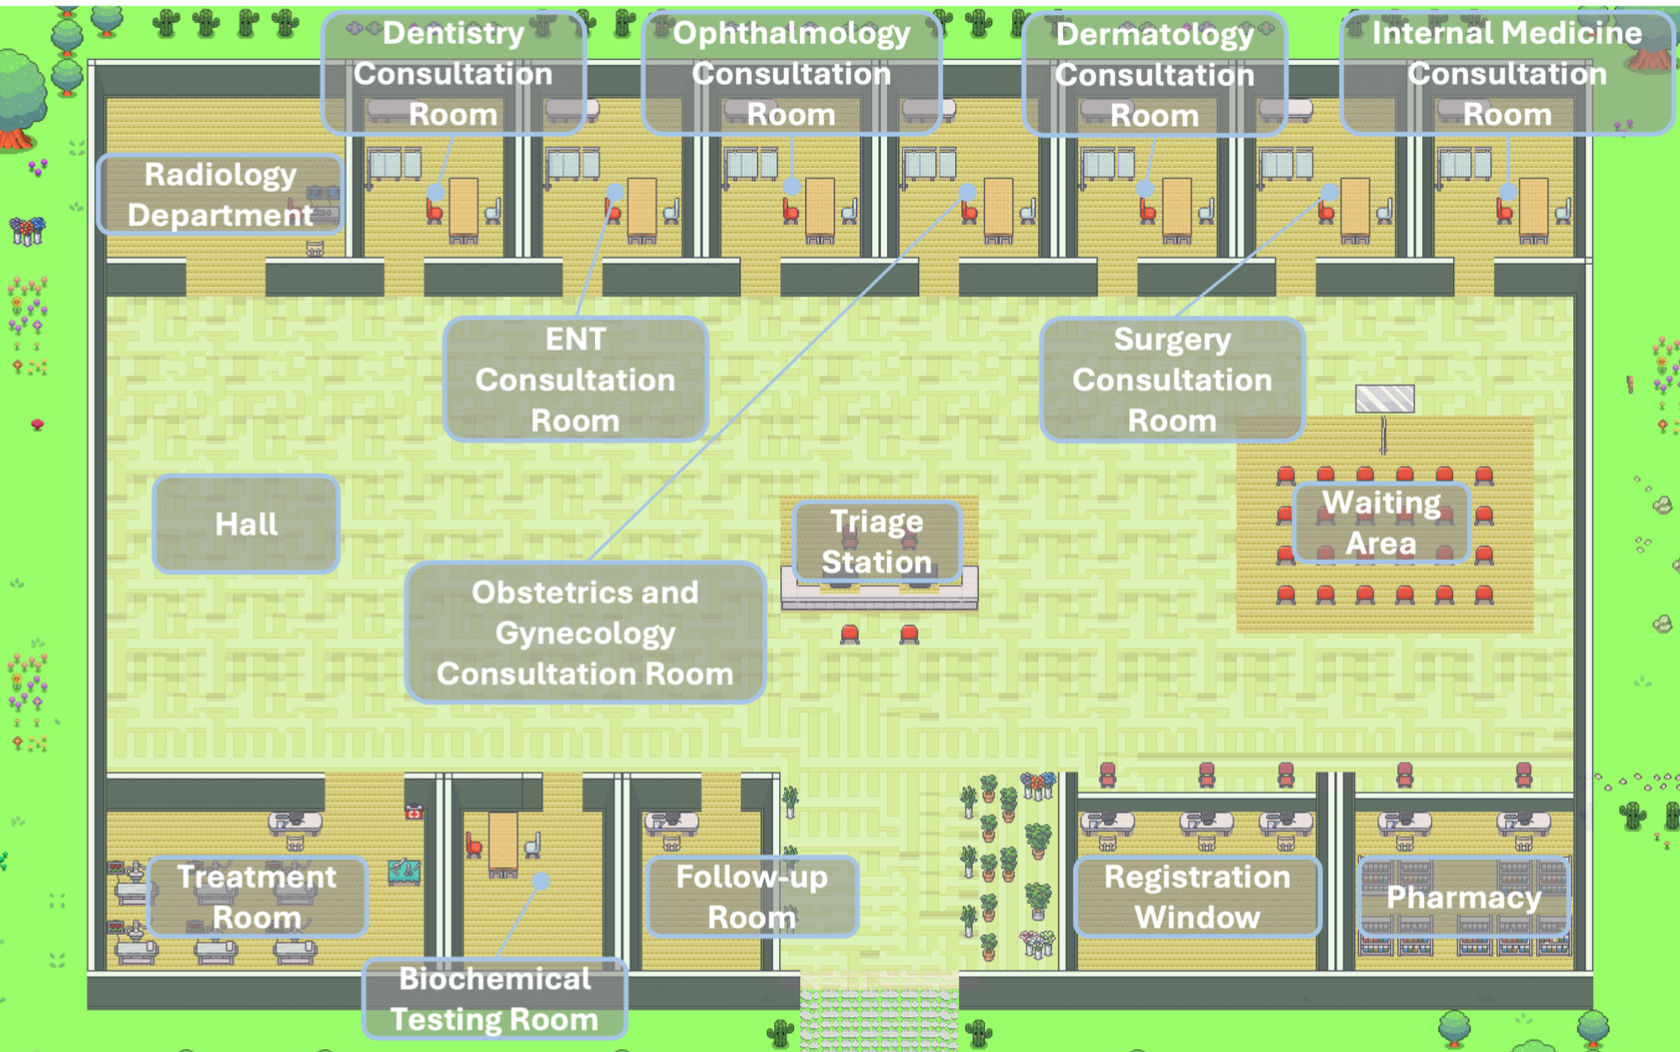 Dentistry
Consultation
Room
Ophthalmology
Consultation
Room
Dermatology
Consultation
Room
Internal Medicine
Consultation
Room
Radiology
Department
ENT
Consultation
Room
Surgery
Consultation
Room
Hall
Triage
Station
Waiting
Area
Obstetrics and
Gynecology
Consultation Room
Treatment
Room
Follow-up
Room
Registration
Window
Pharmacy
Biochemical
Testing Room